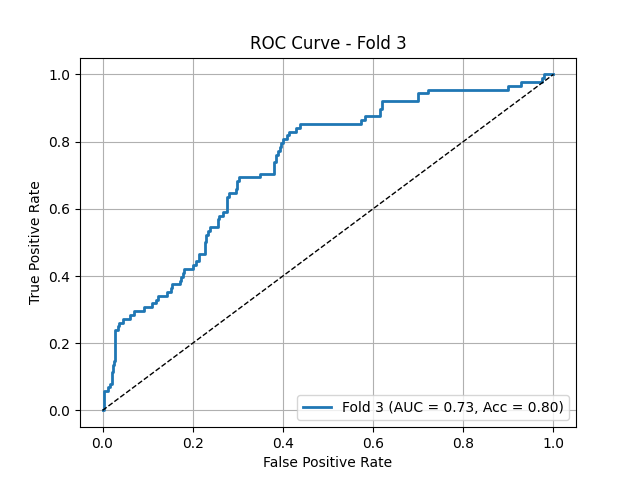 ROC Curve - Fold 3
True Positive Rate
1.0
0.8
0.6
0.4
0.2
0.0
Fold 3 (AUC = 0.73, Acc = 0.80)
0.0 0.2 0.4 0.6 0.8 1.0
False Positive Rate